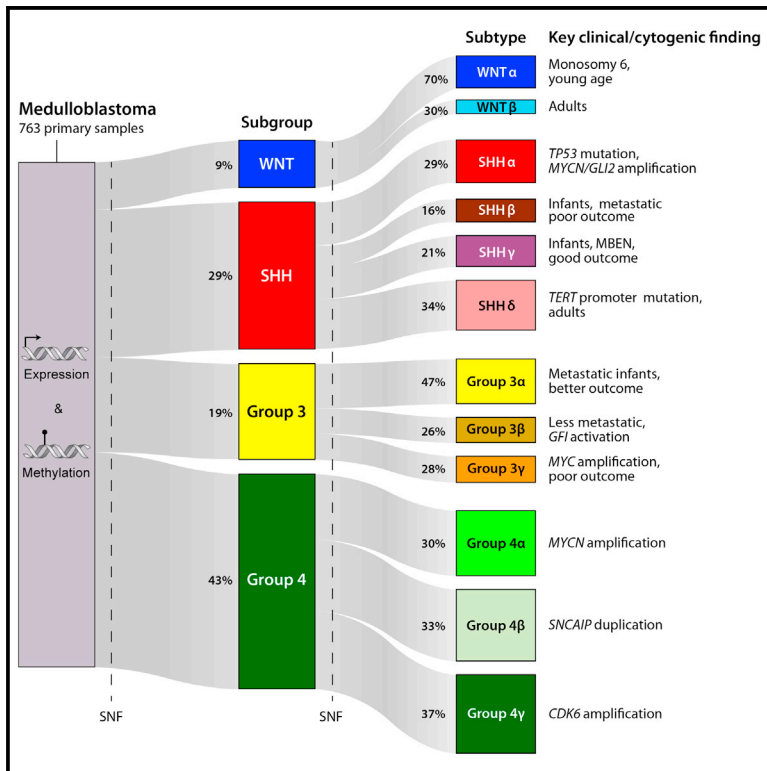 Subtype
Key clinical/cytogenic finding
Medulloblastoma
763 primary samples
Subgroup
70%
WNT α
Monosomy 6,
young age
30%
WNT β
Adults
9%
WNT
29%
SHH α
TP53 mutation,
MYCN/GLI2 amplification
16%
SHH β
Infants, metastatic
poor outcome
21%
SHH γ
Infants, MBEN,
good outcome
29%
SHH
34%
SHH δ
TERT promoter mutation,
adults
Expression
&
Methylation
19%
Group 3
47%
Group 3α
Metastatic infants,
better outcome
26%
Group 3β
Less metastatic,
GFI activation
28%
Group 3γ
MYC amplification,
poor outcome
43%
Group 4
30%
Group 4α
MYCN amplification
33%
Group 4β
SNCAIP duplication
37%
Group 4γ
CDK6 amplification
SNF
SNF